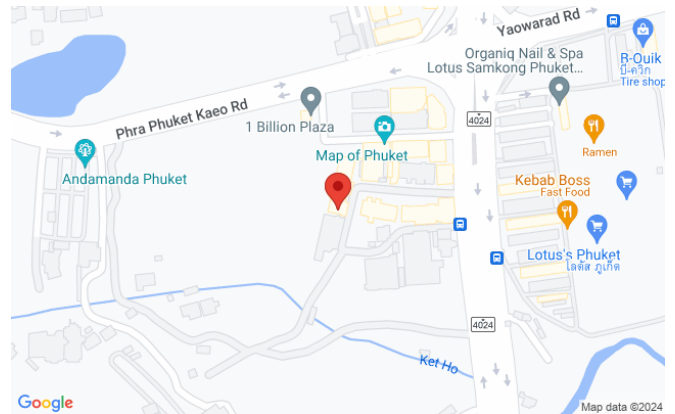 Yaowarad Rd
Organiq Nail & Spa
Lotus Samkong Phuket...
B-Quik
บี-ควิก
Tire shop
Phra Phuket Kaeo Rd
1 Billion Plaza
4024
Map of Phuket
Ramen
Andamanda Phuket
Kebab Boss
Fast Food
Lotus's Phuket
โลตัส ภูเก็ต
4024
Ket Ho
Google
Map data ©2024